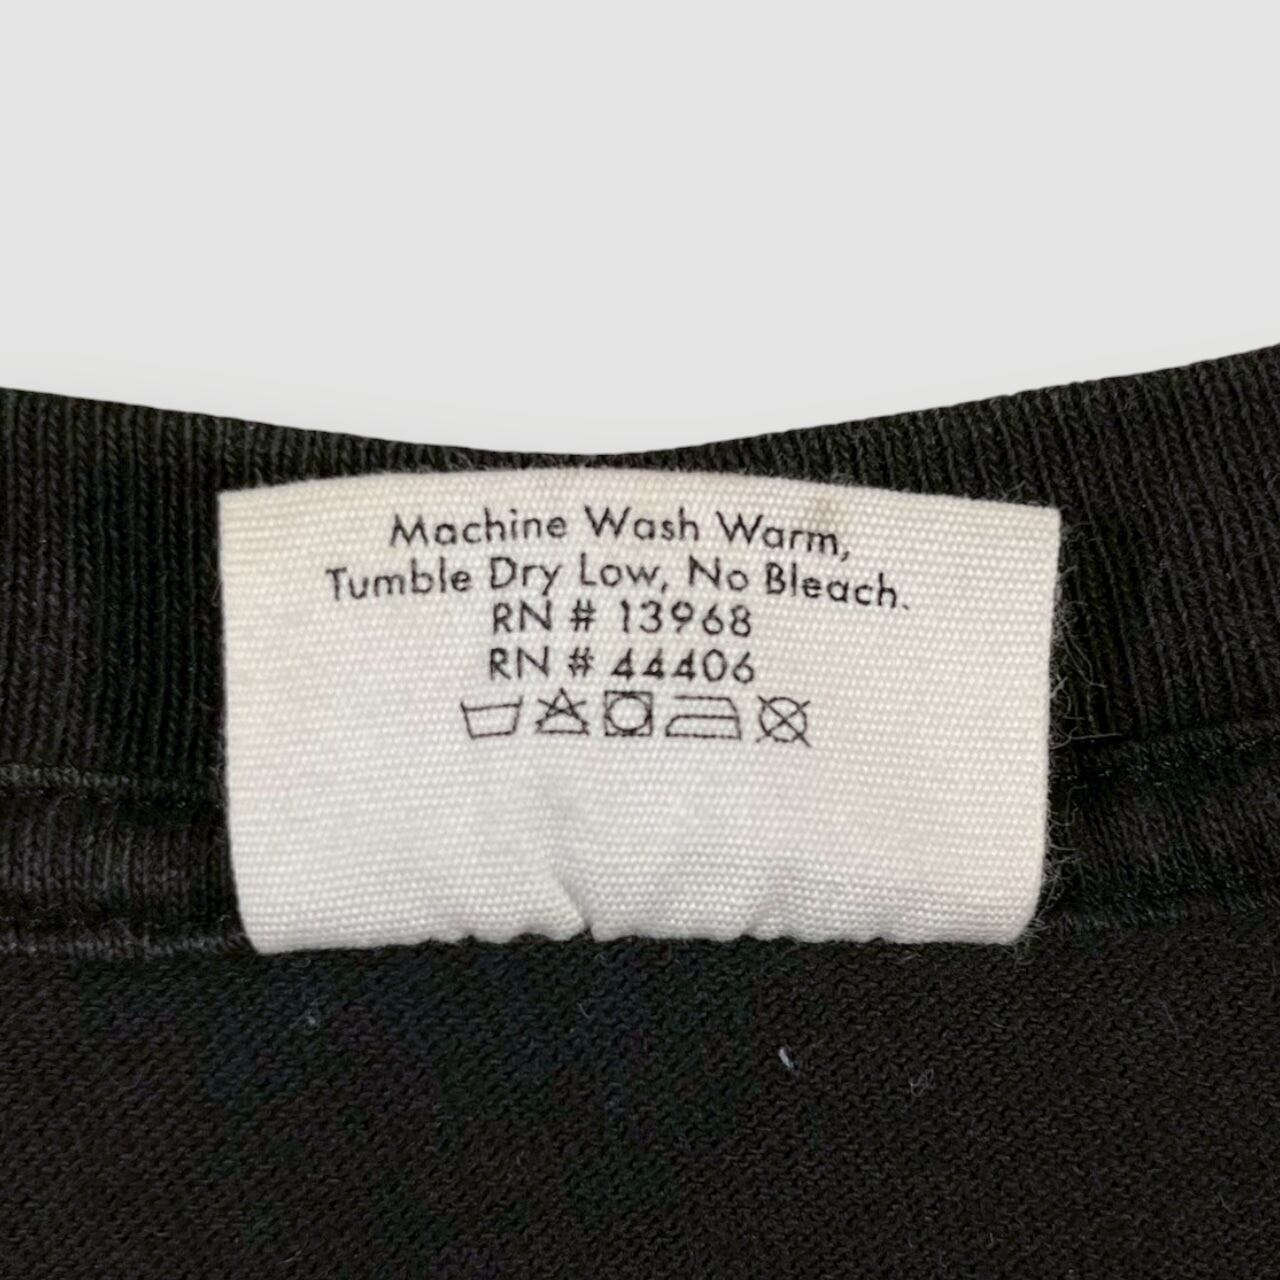 Machine Wash Warm,
Tumble Dry Low, No Bleach.
RN # 13968
RN # 44406